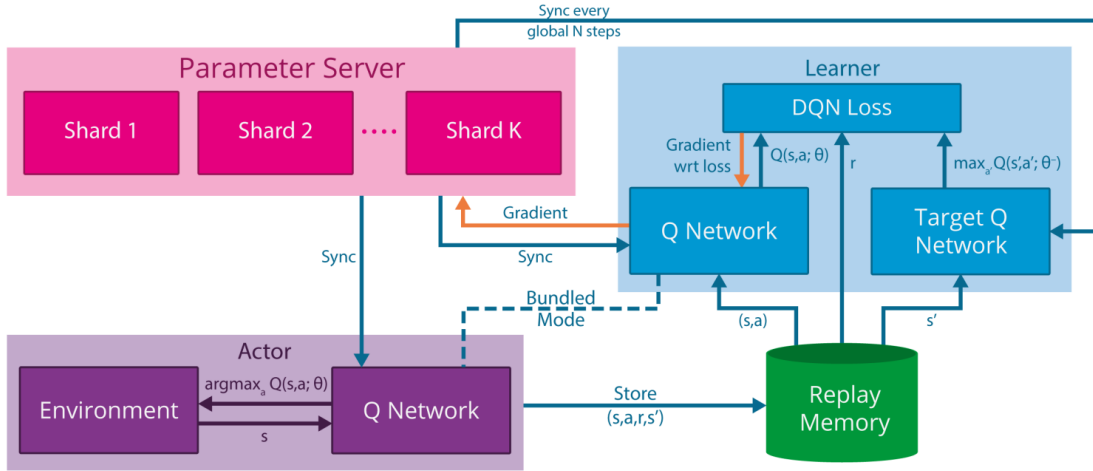 Sync every
global N steps
Parameter Server
Shard 1
Shard 2
Shard K
Learner
DQN Loss
Gradient
wrt loss
Q(s,a; θ)
r
maxₐ' Q(s',a'; θ⁻)
Gradient
Q Network
Target Q
Network
Sync
Sync
Bundled
Mode
(s,a)
s'
Actor
Environment
argmaxₐ Q(s,a; θ)
s
Q Network
Store
(s,a,r,s')
Replay
Memory